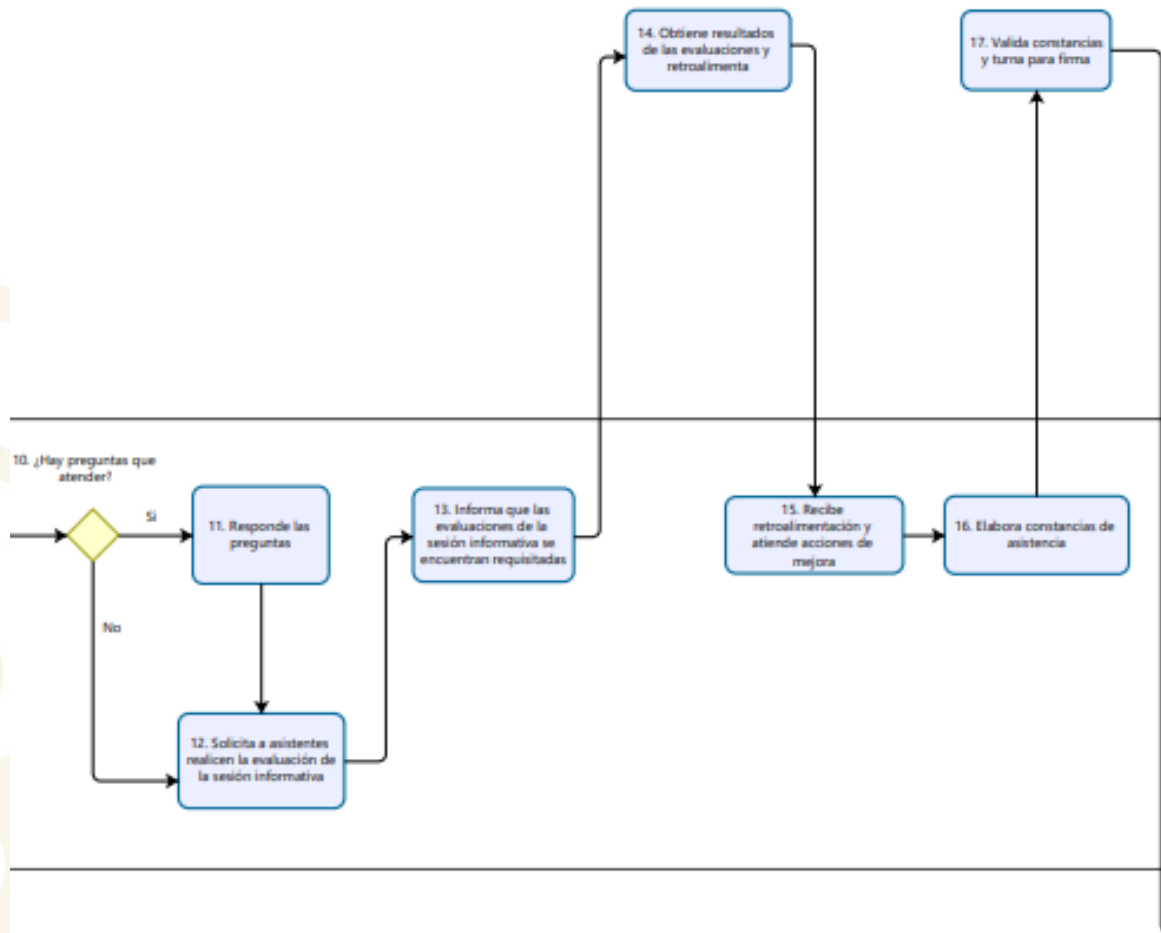 14. Obtiene resultados
de las evaluaciones y
retroalimenta
17. Valida constancias
y turna para firma
10. ¿Hay preguntas que
atender?
Si
11. Responde las
preguntas
No
12. Solicita a asistentes
realicen la evaluación de
la sesión informativa
13. Informa que las
evaluaciones de la
sesión informativa se
encuentran requisitadas
15. Recibe
retroalimentación y
atiende acciones de
mejora
16. Elabora constancias de
asistencia